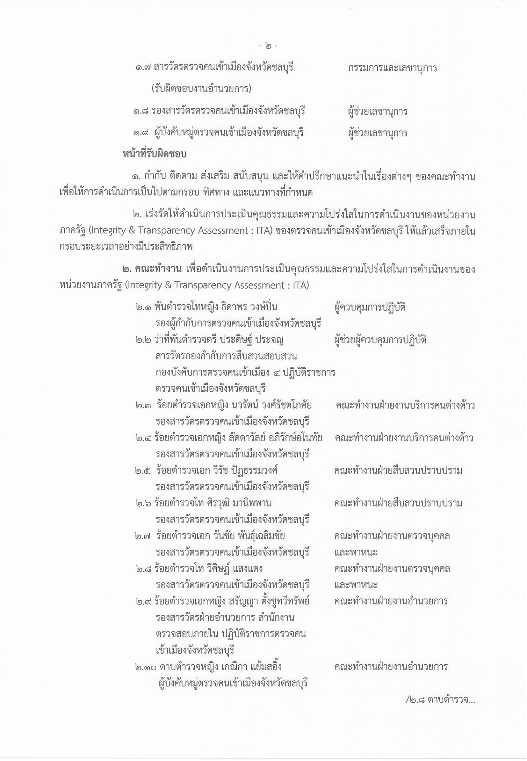 - ๒ -
๑.๗ สารวัตรตรวจคนเข้าเมืองจังหวัดชลบุรี กรรมการและเลขานุการ
(รับผิดชอบงานอำนวยการ)
๑.๘ รองสารวัตรตรวจคนเข้าเมืองจังหวัดชลบุรี ผู้ช่วยเลขานุการ
๑.๙ ผู้บังคับหมู่ตรวจคนเข้าเมืองจังหวัดชลบุรี ผู้ช่วยเลขานุการ
หน้าที่รับผิดชอบ
๑. กำกับ ติดตาม ส่งเสริม สนับสนุน และให้คำปรึกษาแนะนำในเรื่องต่างๆ ของคณะทำงาน
เพื่อให้การดำเนินการเป็นไปตามกรอบ ทิศทาง และแนวทางที่กำหนด
๒. เร่งรัดให้ดำเนินการประเมินคุณธรรมและความโปร่งใสในการดำเนินงานของหน่วยงาน
ภาครัฐ (Integrity & Transparency Assessment : ITA) ของตรวจคนเข้าเมืองจังหวัดชลบุรี ให้แล้วเสร็จภายใน
กรอบระยะเวลาอย่างมีประสิทธิภาพ
๒. คณะทำงาน เพื่อดำเนินงานการประเมินคุณธรรมและความโปร่งใสในการดำเนินงานของ
หน่วยงานภาครัฐ (Integrity & Transparency Assessment : ITA)
๒.๑ พันตำรวจโทหญิง ธิดาพร วงษ์ปิ่น ผู้ควบคุมการปฏิบัติ
รองผู้กำกับการตรวจคนเข้าเมืองจังหวัดชลบุรี
๒.๒ ว่าที่พันตำรวจตรี ประดิษฐ์ ประจญ ผู้ช่วยผู้ควบคุมการปฏิบัติ
สารวัตรกองกำกับการสืบสวนสอบสวน
กองบังคับการตรวจคนเข้าเมือง ๔ ปฏิบัติราชการ
ตรวจคนเข้าเมืองจังหวัดชลบุรี
๒.๓ ร้อยตำรวจเอกหญิง นวรัตน์ วงศ์รัชตโภคัย คณะทำงานฝ่ายงานบริการคนต่างด้าว
รองสารวัตรตรวจคนเข้าเมืองจังหวัดชลบุรี
๒.๔ ร้อยตำรวจเอกหญิง ลัดดาวัลย์ อภิรักษ์อโนทัย คณะทำงานฝ่ายงานบริการคนต่างด้าว
รองสารวัตรตรวจคนเข้าเมืองจังหวัดชลบุรี
๒.๕ ร้อยตำรวจเอก วิรัช ปัฏธรรมวงศ์ คณะทำงานฝ่ายสืบสวนปราบปราม
รองสารวัตรตรวจคนเข้าเมืองจังหวัดชลบุรี
๒.๖ ร้อยตำรวจโท ศิรวุฒิ มานิพพาน คณะทำงานฝ่ายสืบสวนปราบปราม
รองสารวัตรตรวจคนเข้าเมืองจังหวัดชลบุรี
๒.๗ ร้อยตำรวจเอก วันชัย พันธุ์เฉลิมชัย คณะทำงานฝ่ายงานตรวจบุคคล
รองสารวัตรตรวจคนเข้าเมืองจังหวัดชลบุรี และพาหนะ
๒.๘ ร้อยตำรวจโท วิศิษฎ์ แสงแดง คณะทำงานฝ่ายงานตรวจบุคคล
รองสารวัตรตรวจคนเข้าเมืองจังหวัดชลบุรี และพาหนะ
๒.๙ ร้อยตำรวจเอกหญิง สรัญญา ตั้งชูทวีทรัพย์ คณะทำงานฝ่ายงานอำนวยการ
รองสารวัตรฝ่ายอำนวยการ สำนักงาน
ตรวจสอบภายใน ปฏิบัติราชการตรวจคน
เข้าเมืองจังหวัดชลบุรี
๒.๑๐ ดาบตำรวจหญิง เกณิกา แย้มสอิ้ง คณะทำงานฝ่ายงานอำนวยการ
ผู้บังคับหมู่ตรวจคนเข้าเมืองจังหวัดชลบุรี
/๒.๘ ดาบตำรวจ...